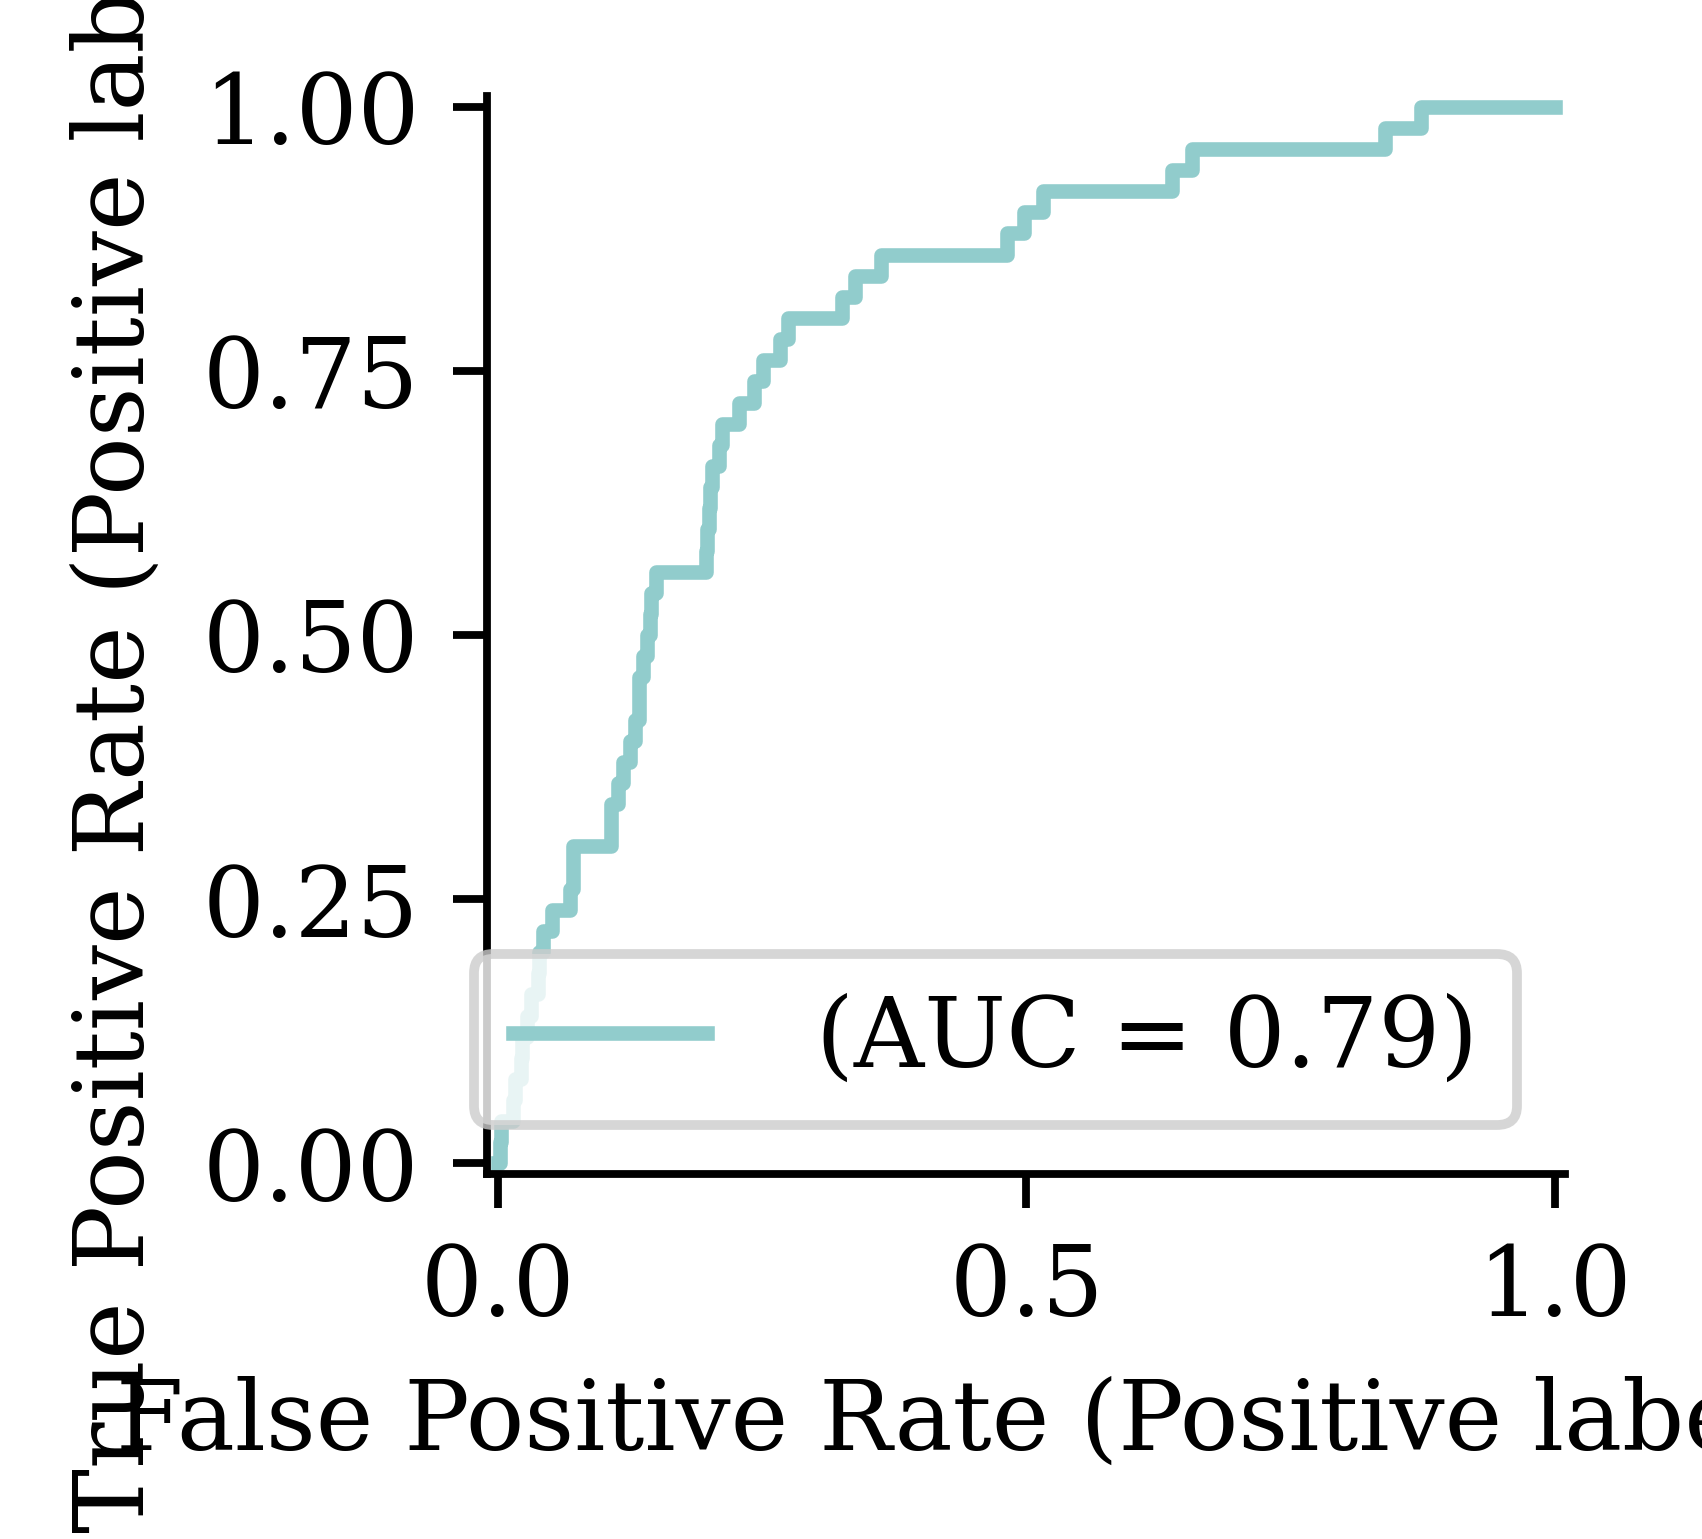 True Positive Rate (Positive lab
1.00
0.75
0.50
0.25
0.00
(AUC = 0.79)
0.0 0.5 1.0
False Positive Rate (Positive labe